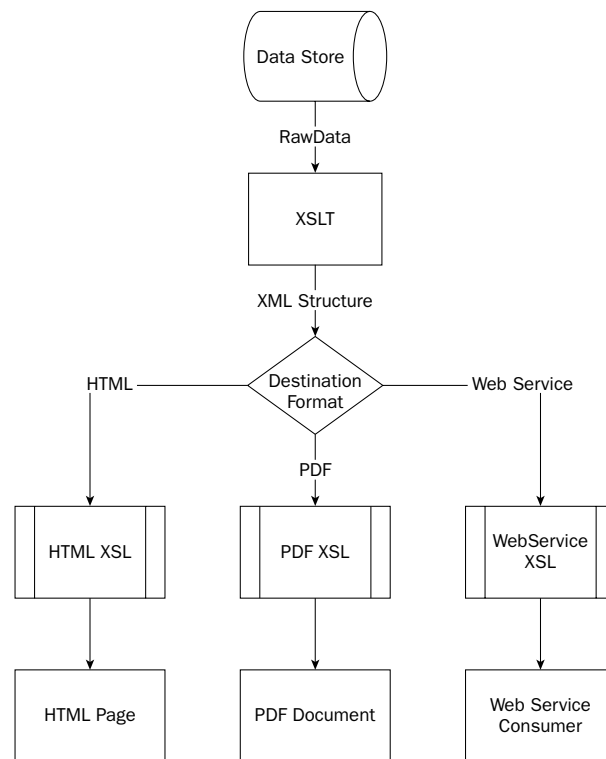 Data Store
RawData
XSLT
XML Structure
Destination
Format
HTML
Web Service
PDF
HTML XSL
PDF XSL
WebService
XSL
HTML Page
PDF Document
Web Service
Consumer